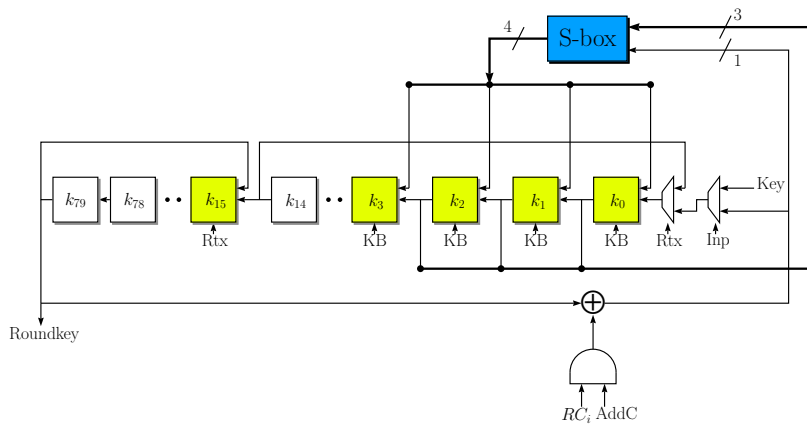 3
4
S-box
1
k79 k78 k15 k14 k3 k2 k1 k0 Key
Rtx KB KB KB KB Rtx Inp
Roundkey
RCi AddC